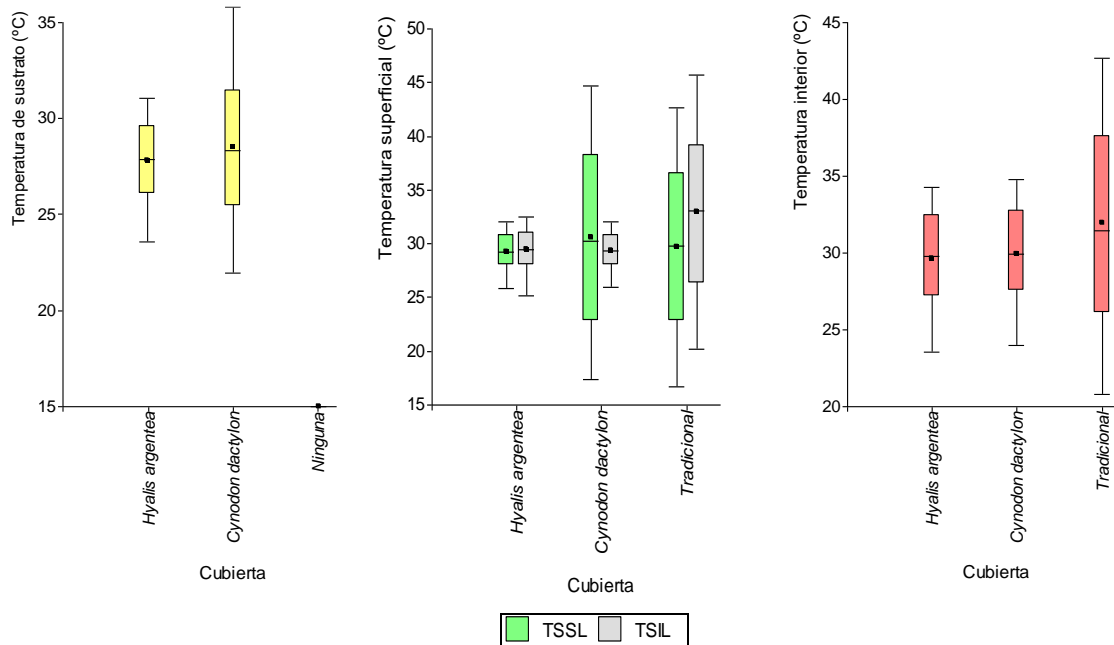 Temperatura de sustrato (ºC)
35
30
25
20
15
Hyalis argentea
Cynodon dactylon
Ninguna
Cubierta
Temperatura superficial (ºC)
50
45
40
35
30
25
20
15
Hyalis argentea
Cynodon dactylon
Tradicional
Cubierta
TSSL
TSIL
Temperatura interior (ºC)
45
40
35
30
25
20
Hyalis argentea
Cynodon dactylon
Tradicional
Cubierta